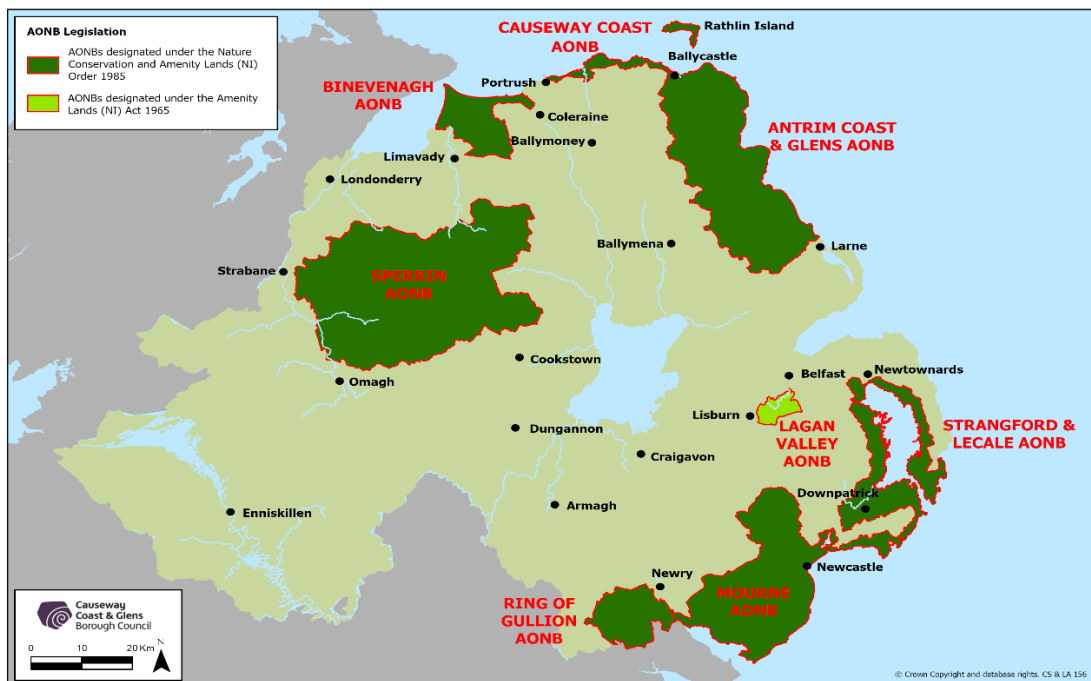 AONB Legislation
AONBs designated under the Nature
Conservation and Amenity Lands (NI)
Order 1985
AONBs designated under the Amenity
Lands (NI) Act 1965
CAUSEWAY COAST
AONB
Rathlin Island
Ballycastle
Portrush
BINEVENAGH
AONB
Coleraine
Ballymoney
ANTRIM COAST
& GLENS AONB
Limavady
Londonderry
Ballymena
Larne
Strabane
SPERRIN
AONB
Cookstown
Omagh
Belfast
Newtownards
Lisburn
LAGAN
VALLEY
AONB
STRANGFORD &
LECALE AONB
Dungannon
Craigavon
Downpatrick
Armagh
Enniskillen
Newcastle
Newry
MOURNE
AONB
RING OF
GULLION
AONB
Causeway
Coast & Glens
Borough Council
N
0 10 20 Km
© Crown Copyright and database rights. CS & LA 156